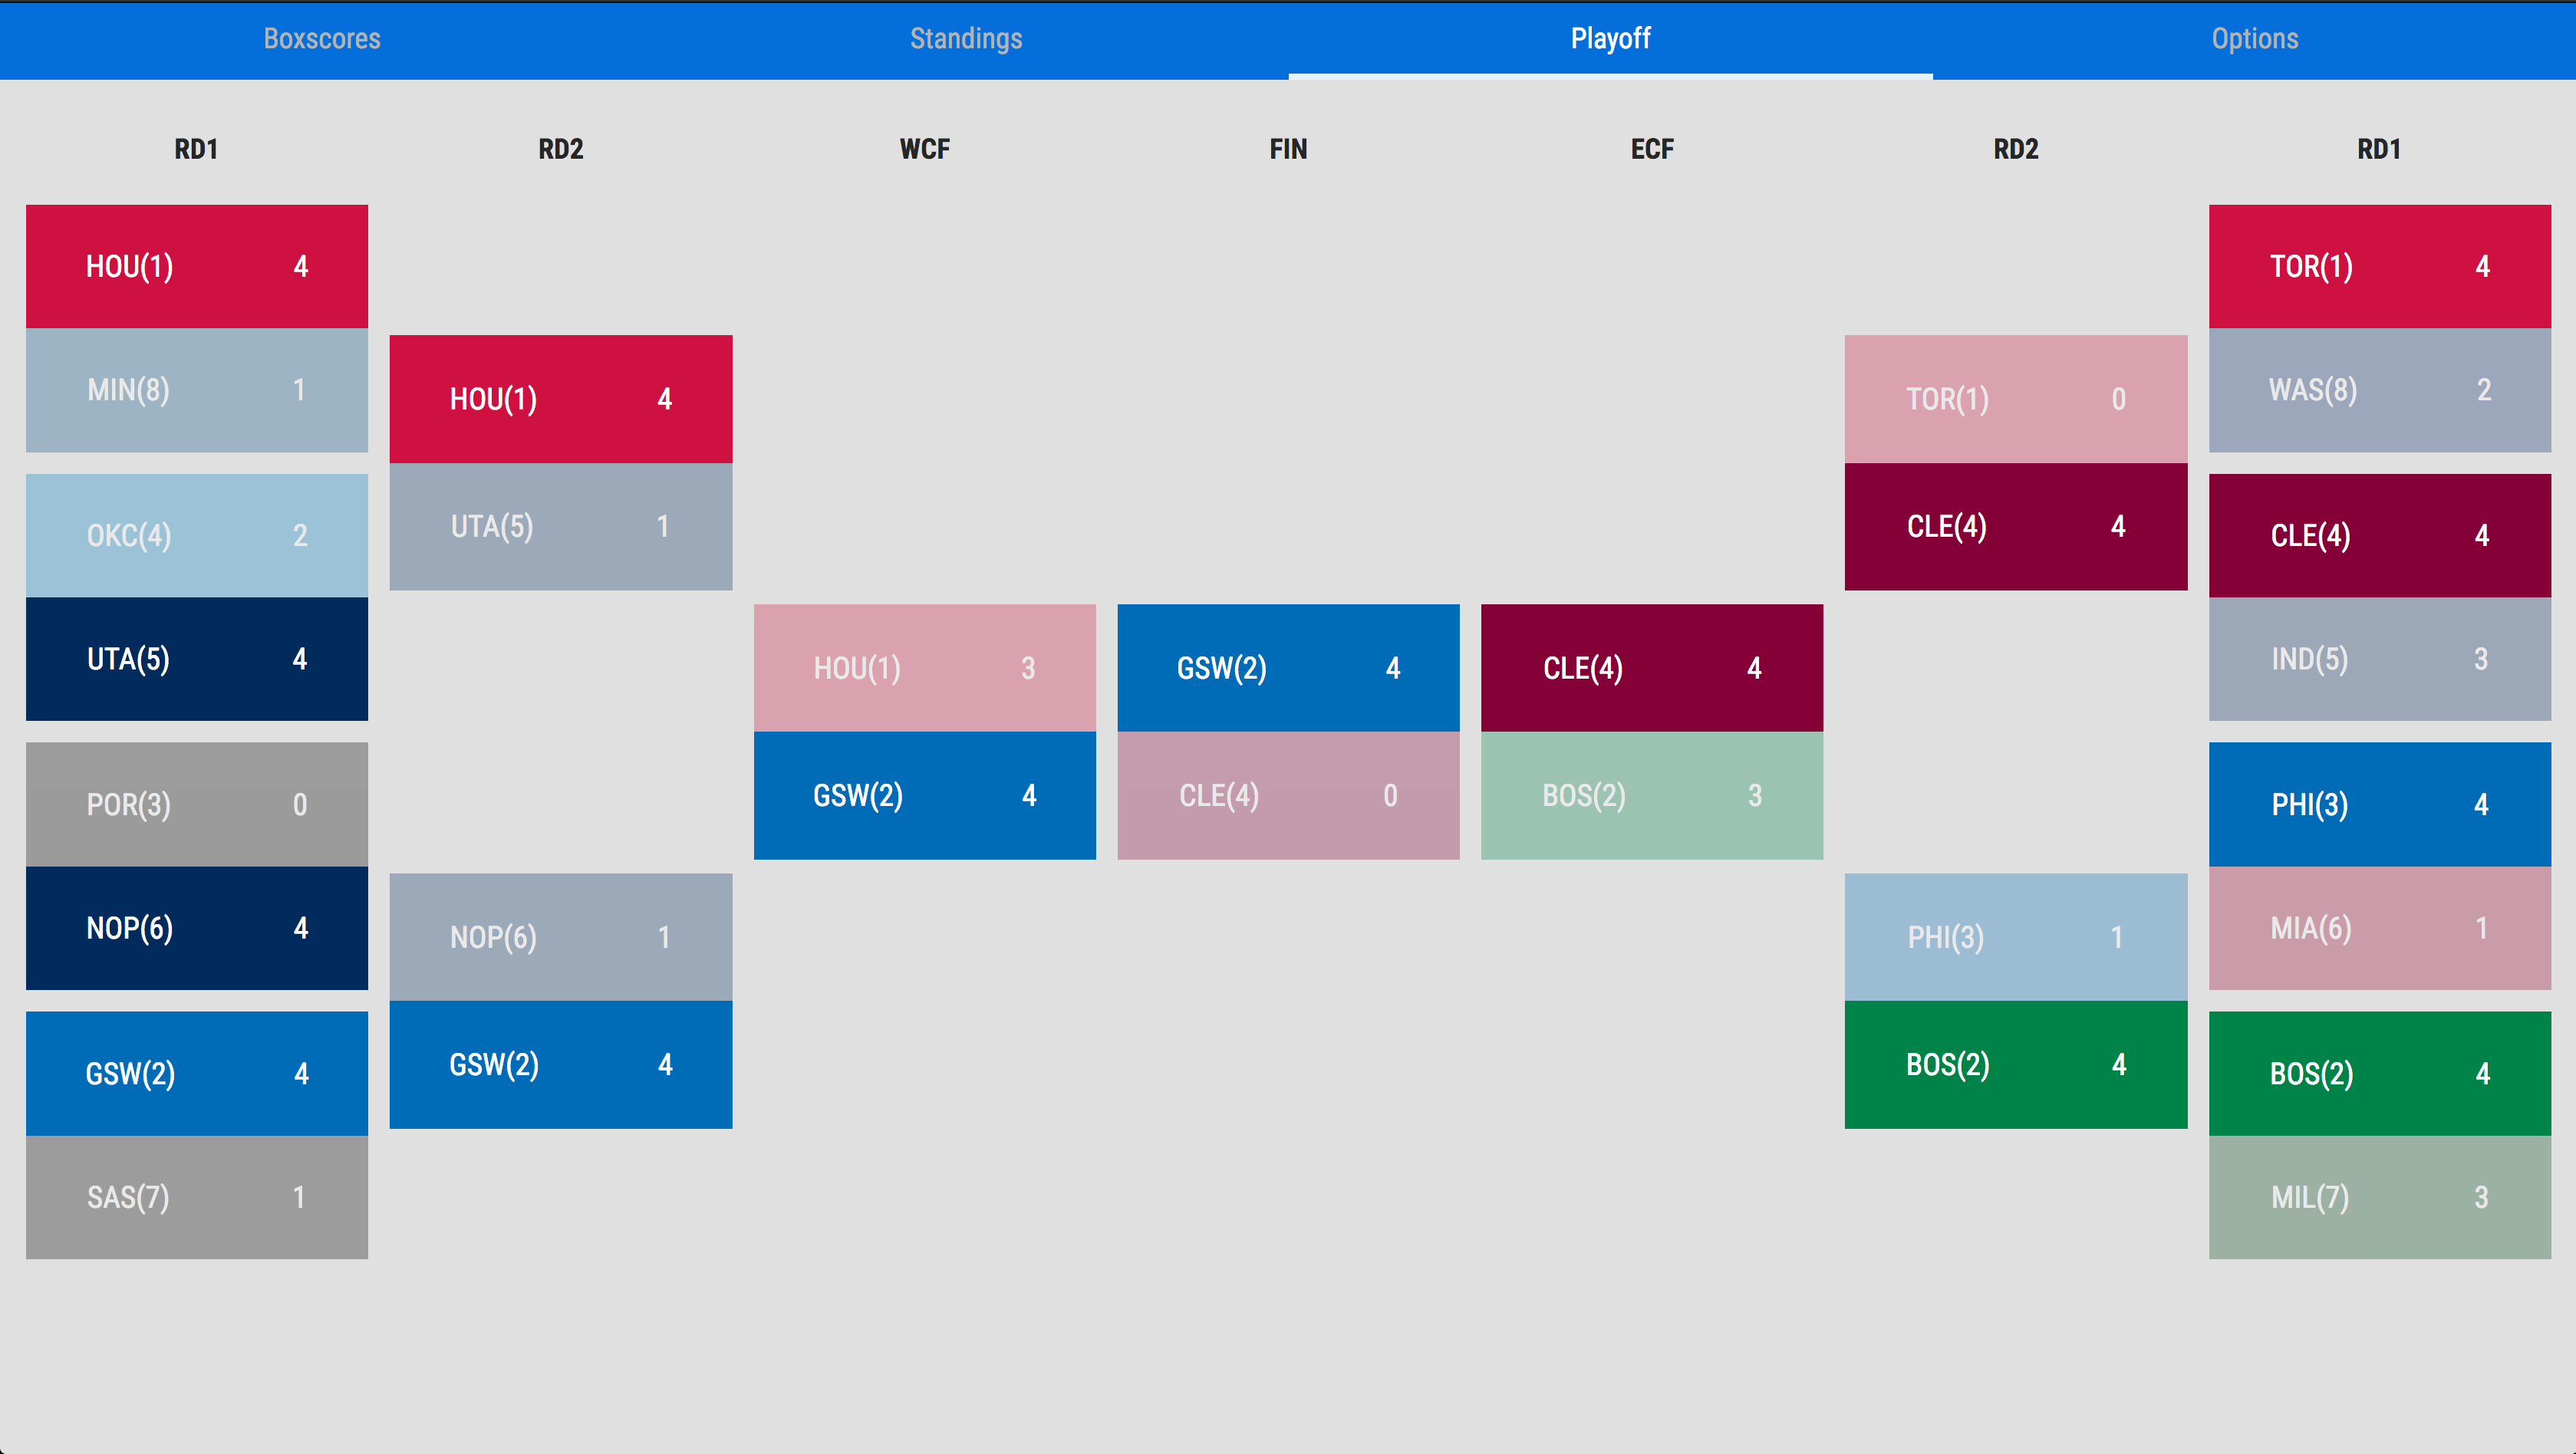 Boxscores Standings Playoff Options
RD1 RD2 WCF FIN ECF RD2 RD1
HOU(1) 4
MIN(8) 1
OKC(4) 2
UTA(5) 4
POR(3) 0
NOP(6) 4
GSW(2) 4
SAS(7) 1
HOU(1) 4
UTA(5) 1
NOP(6) 1
GSW(2) 4
HOU(1) 3
GSW(2) 4
GSW(2) 4
CLE(4) 0
CLE(4) 4
BOS(2) 3
TOR(1) 0
CLE(4) 4
PHI(3) 1
BOS(2) 4
TOR(1) 4
WAS(8) 2
CLE(4) 4
IND(5) 3
PHI(3) 4
MIA(6) 1
BOS(2) 4
MIL(7) 3